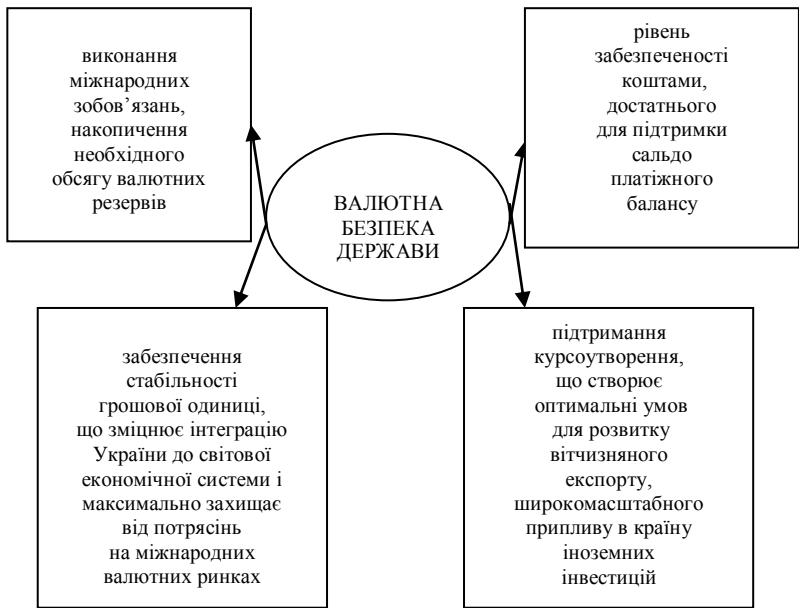 виконання
міжнародних
зобов’язань,
накопичення
необхідного
обсягу валютних
резервів
рівень
забезпеченості
коштами,
достатнього
для підтримки
сальдо
платіжного
балансу
ВАЛЮТНА
БЕЗПЕКА
ДЕРЖАВИ
забезпечення
стабільності
грошової одиниці,
що зміцнює інтеграцію
України до світової
економічної системи і
максимально захищає
від потрясінь
на міжнародних
валютних ринках
підтримання
курсоутворення,
що створює
оптимальні умов
для розвитку
вітчизняного
експорту,
широкомасштабного
припливу в країну
іноземних
інвестицій